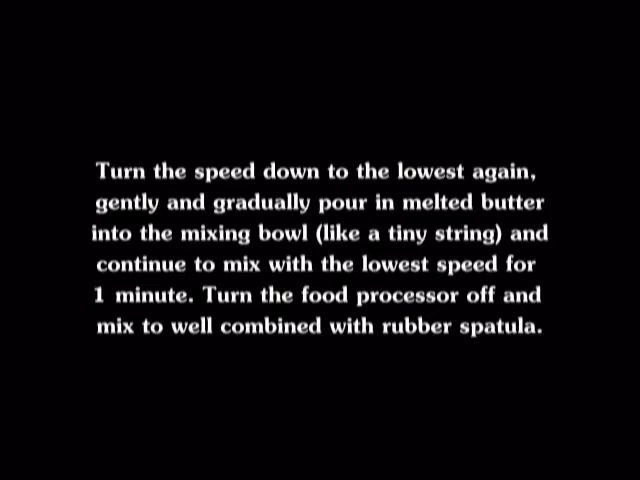 Turn the speed down to the lowest again,
gently and gradually pour in melted butter
into the mixing bowl (like a tiny string) and
continue to mix with the lowest speed for
1 minute. Turn the food processor off and
mix to well combined with rubber spatula.